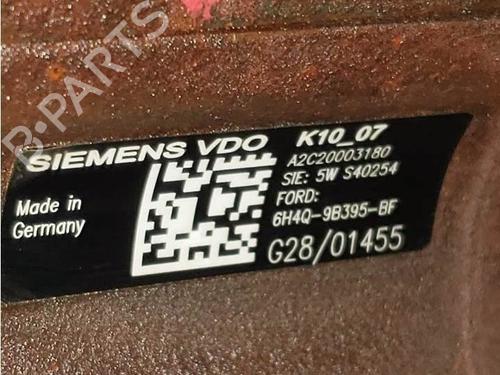 B-PARTS
SIEMENS VDO
K10_07
A2C20003180
SIE: 5W S40254
FORD:
6H4Q-9B395-BF
G28/01455
Made in
Germany